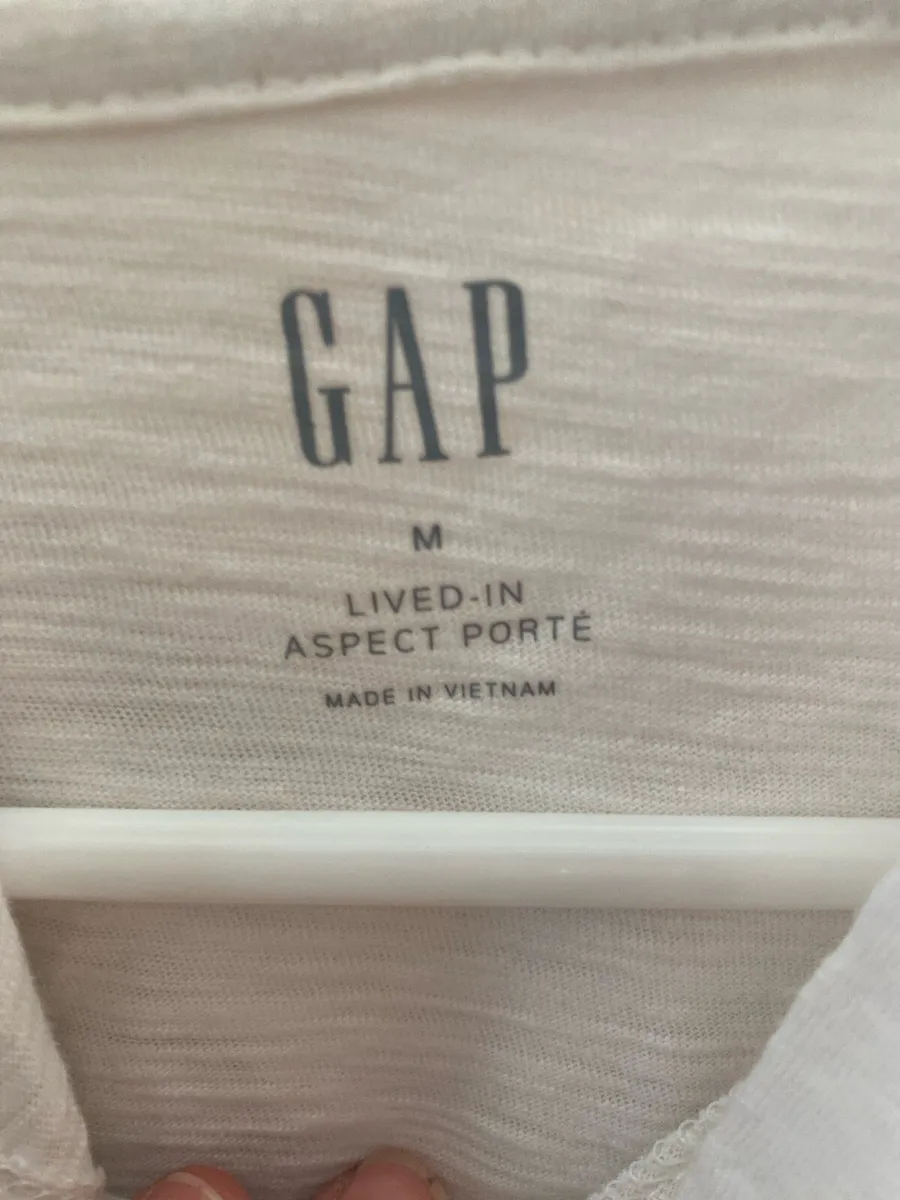 GAP
M
LIVED-IN
ASPECT PORTÉ
MADE IN VIETNAM